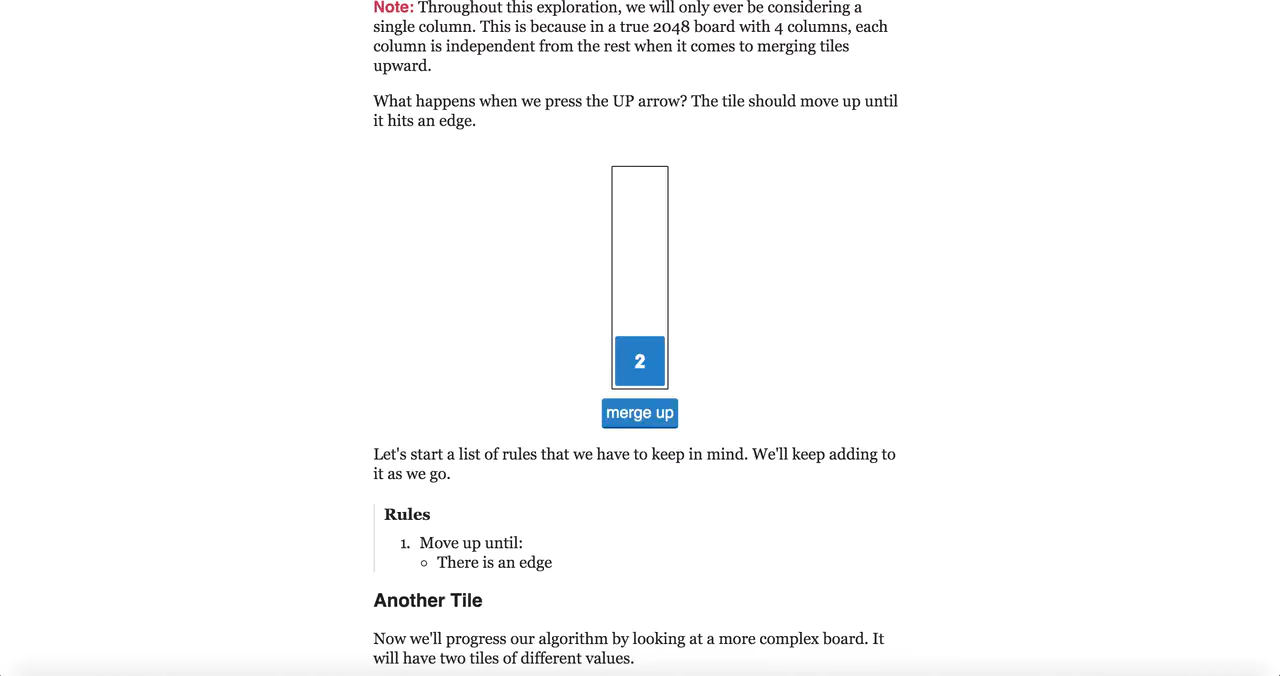 Note: Throughout this exploration, we will only ever be considering a
single column. This is because in a true 2048 board with 4 columns, each
column is independent from the rest when it comes to merging tiles
upward.
What happens when we press the UP arrow? The tile should move up until
it hits an edge.
2
merge up
Let's start a list of rules that we have to keep in mind. We'll keep adding to
it as we go.
Rules
1. Move up until:
○ There is an edge
Another Tile
Now we'll progress our algorithm by looking at a more complex board. It
will have two tiles of different values.